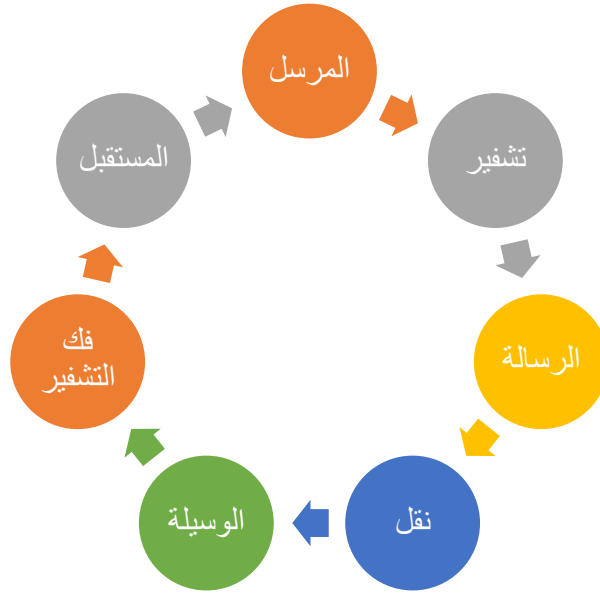 المرسل
تشفير
الرسالة
نقل
الوسيلة
فك
التشفير
المستقبل